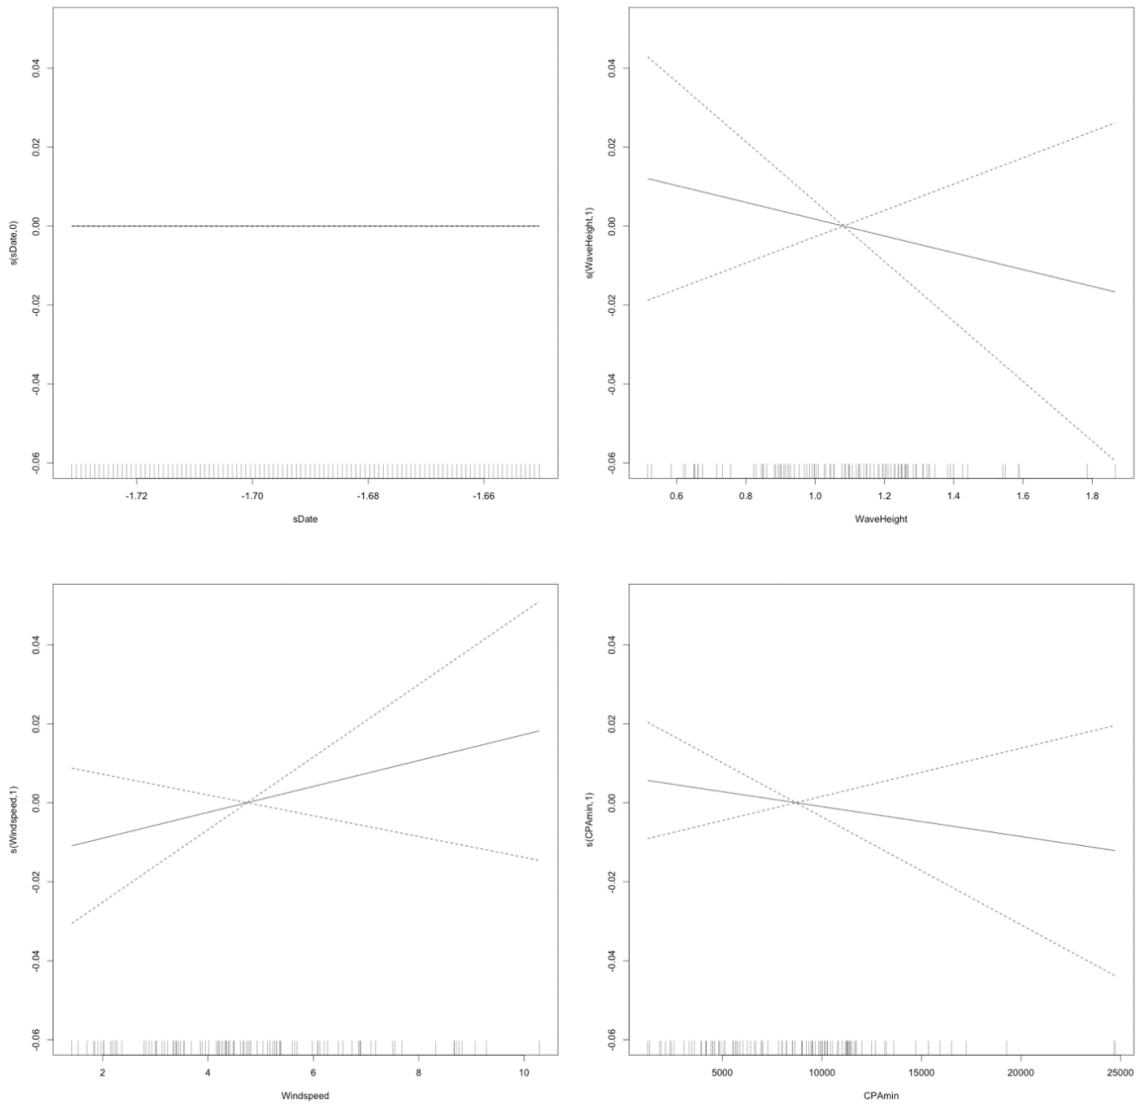 0.04
0.02
0.00
-0.02
-0.04
-0.06
s(sDate,0)
-1.72 -1.70 -1.68 -1.66
sDate
0.04
0.02
0.00
-0.02
-0.04
-0.06
s(WaveHeight,1)
0.6 0.8 1.0 1.2 1.4 1.6 1.8
WaveHeight
0.04
0.02
0.00
-0.02
-0.04
-0.06
s(Windspeed,1)
2 4 6 8 10
Windspeed
0.04
0.02
0.00
-0.02
-0.04
-0.06
s(CPAmin,1)
5000 10000 15000 20000 25000
CPAmin